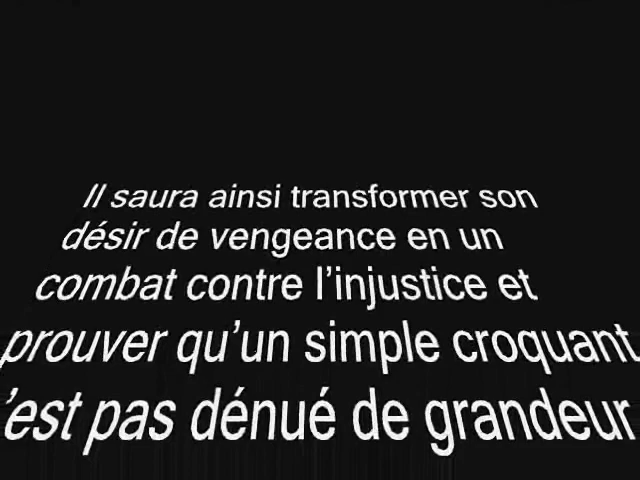 Il saura ainsi transformer son
désir de vengeance en un
combat contre l'injustice et
prouver qu'un simple croquant
'est pas dénué de grandeur